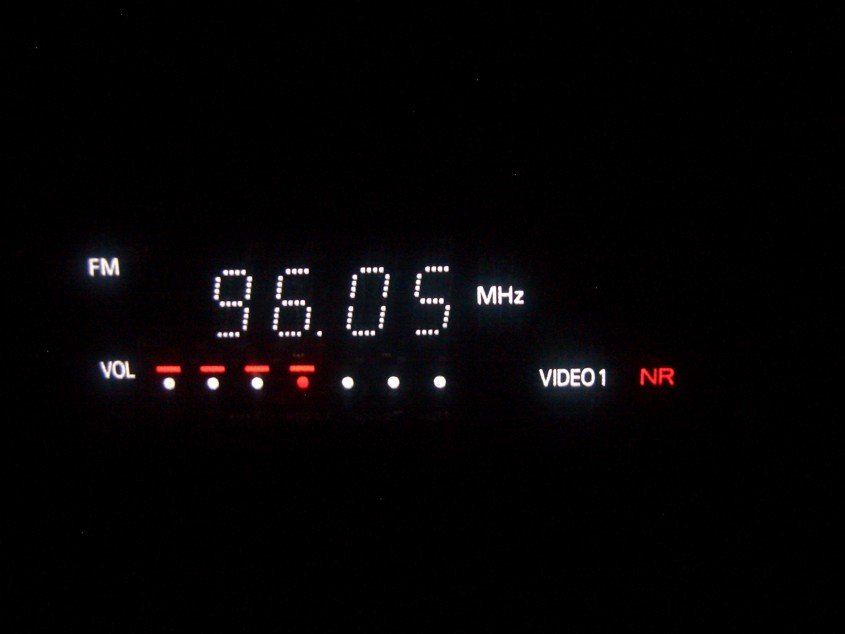 FM 96.05 MHz
VOL VIDEO 1 NR